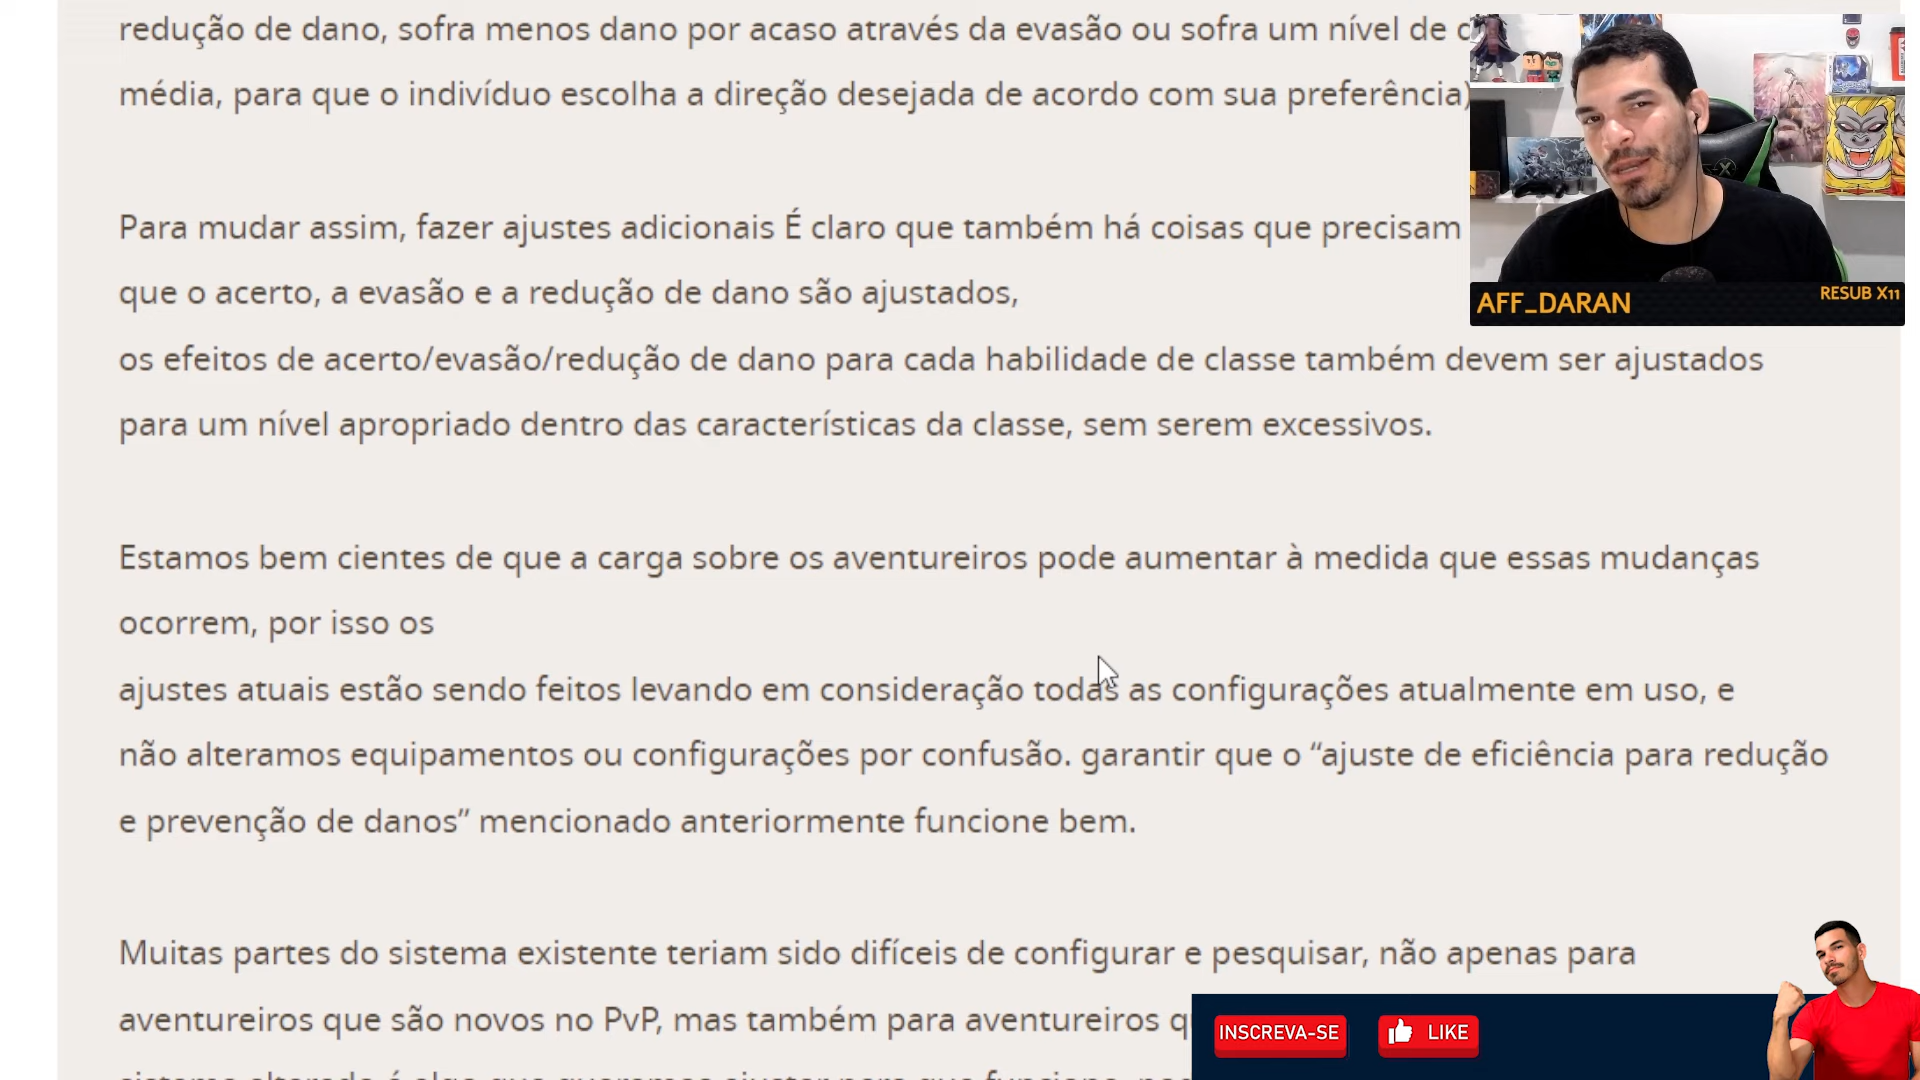 redução de dano, sofra menos dano por acaso através da evasão ou sofra um nível de
média, para que o indivíduo escolha a direção desejada de acordo com sua preferência)
Para mudar assim, fazer ajustes adicionais É claro que também há coisas que precisam
que o acerto, a evasão e a redução de dano são ajustados,
os efeitos de acerto/evasão/redução de dano para cada habilidade de classe também devem ser ajustados
para um nível apropriado dentro das características da classe, sem serem excessivos.
Estamos bem cientes de que a carga sobre os aventureiros pode aumentar à medida que essas mudanças
ocorrem, por isso os
ajustes atuais estão sendo feitos levando em consideração todas as configurações atualmente em uso, e
não alteramos equipamentos ou configurações por confusão. garantir que o “ajuste de eficiência para redução
e prevenção de danos” mencionado anteriormente funcione bem.
Muitas partes do sistema existente teriam sido difíceis de configurar e pesquisar, não apenas para
aventureiros que são novos no PvP, mas também para aventureiros
AFF_DARAN
RESUB X11
INSCREVA-SE
LIKE